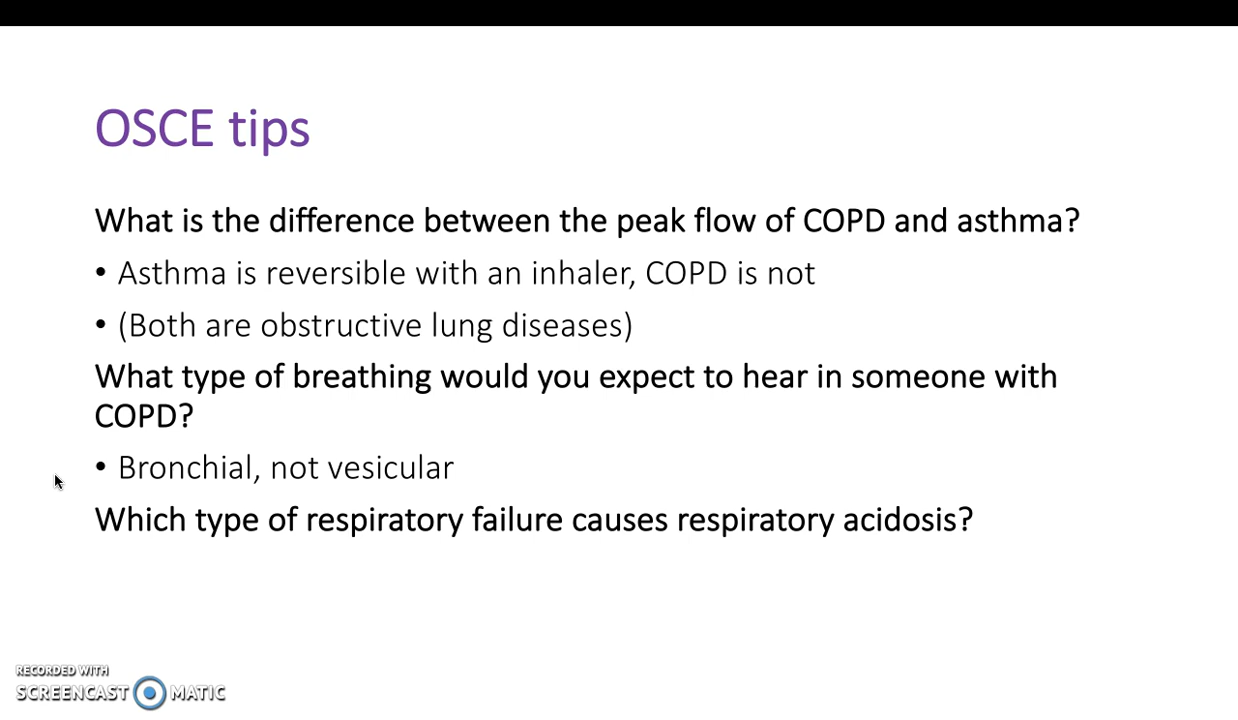 OSCE tips
What is the difference between the peak flow of COPD and asthma?
• Asthma is reversible with an inhaler, COPD is not
• (Both are obstructive lung diseases)
What type of breathing would you expect to hear in someone with
COPD?
• Bronchial, not vesicular
Which type of respiratory failure causes respiratory acidosis?
RECORDED WITH
SCREENCAST MATIC